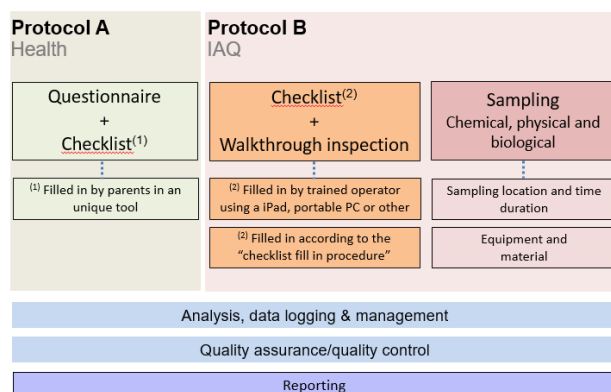 Protocol A
Health
Protocol B
IAQ
Questionnaire
+
Checklist(1)
Checklist(2)
+
Walkthrough inspection
Sampling
Chemical, physical and
biological
(1) Filled in by parents in an
unique tool
(2) Filled in by trained operator
using a iPad, portable PC or other
Sampling location and time
duration
(2) Filled in according to the
“checklist fill in procedure”
Equipment and
material
Analysis, data logging & management
Quality assurance/quality control
Reporting